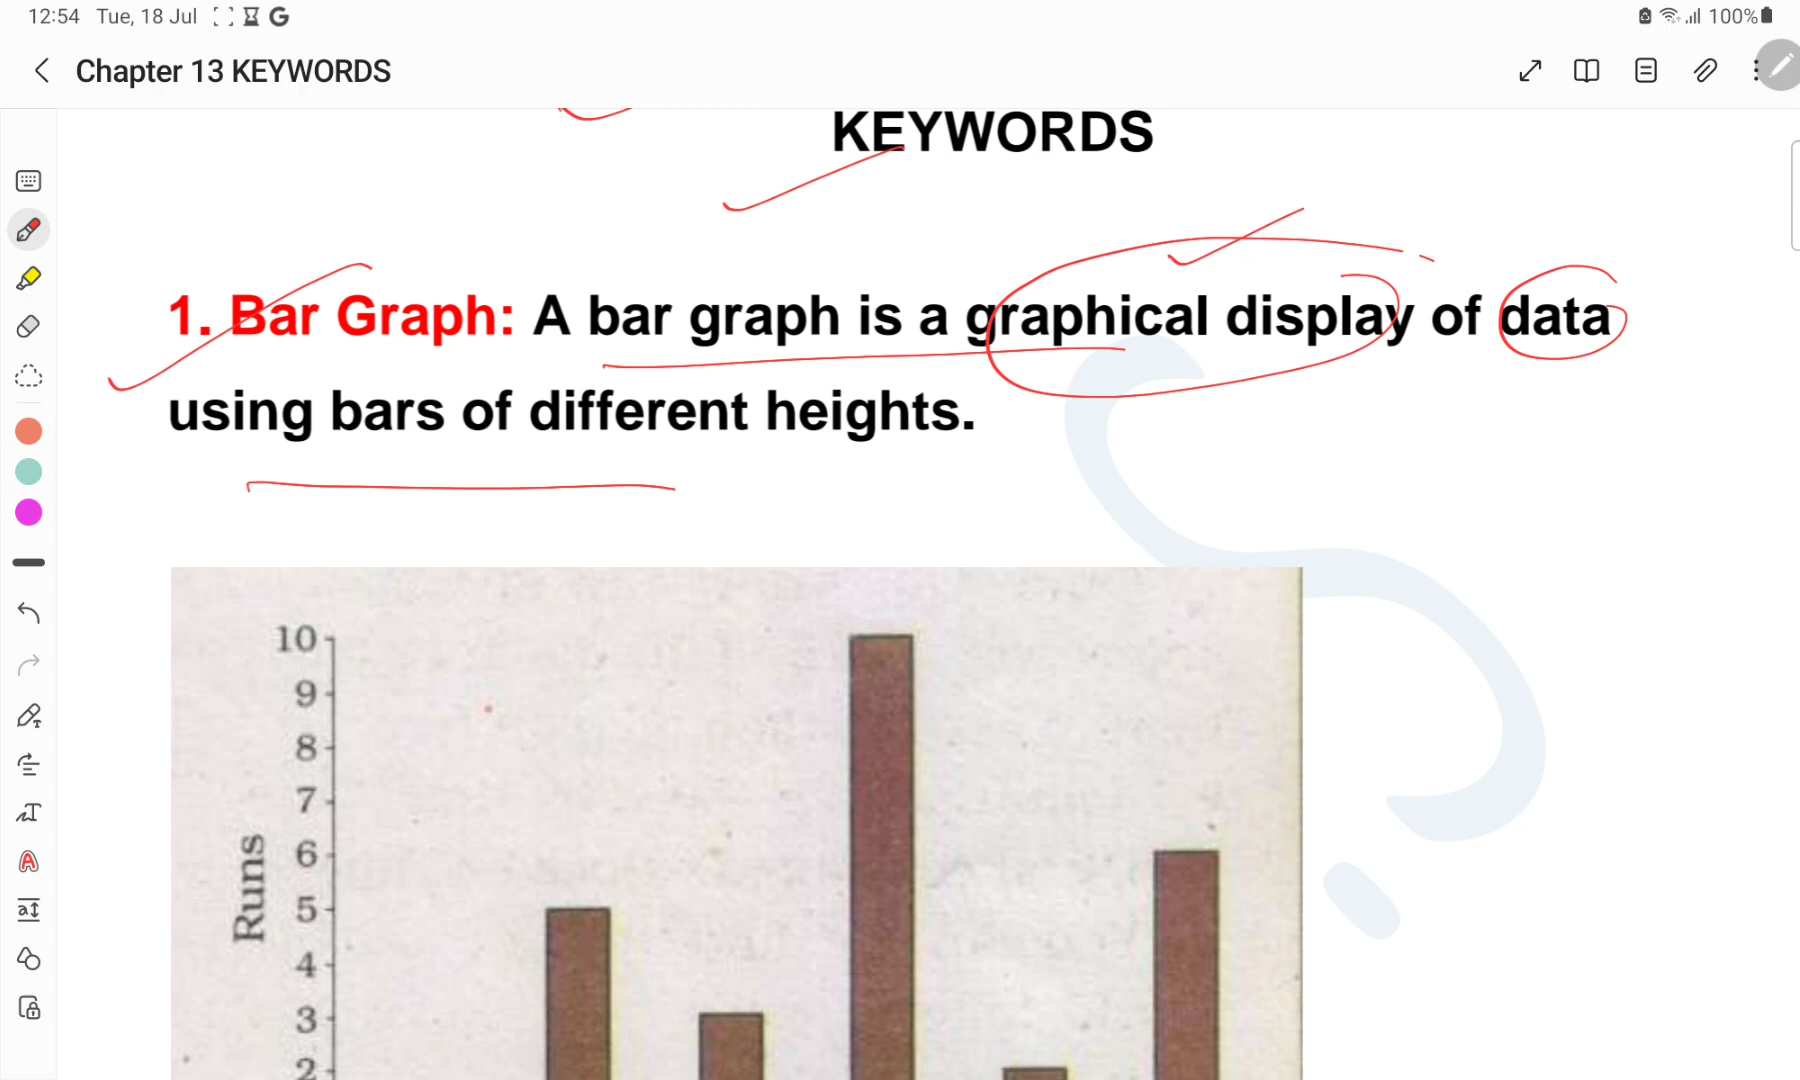 12:54 Tue, 18 Jul G 100%
Chapter 13 KEYWORDS
KEYWORDS
1. Bar Graph: A bar graph is a graphical display of data
using bars of different heights.
10
9
8
7
6
5
4
3
2
Runs